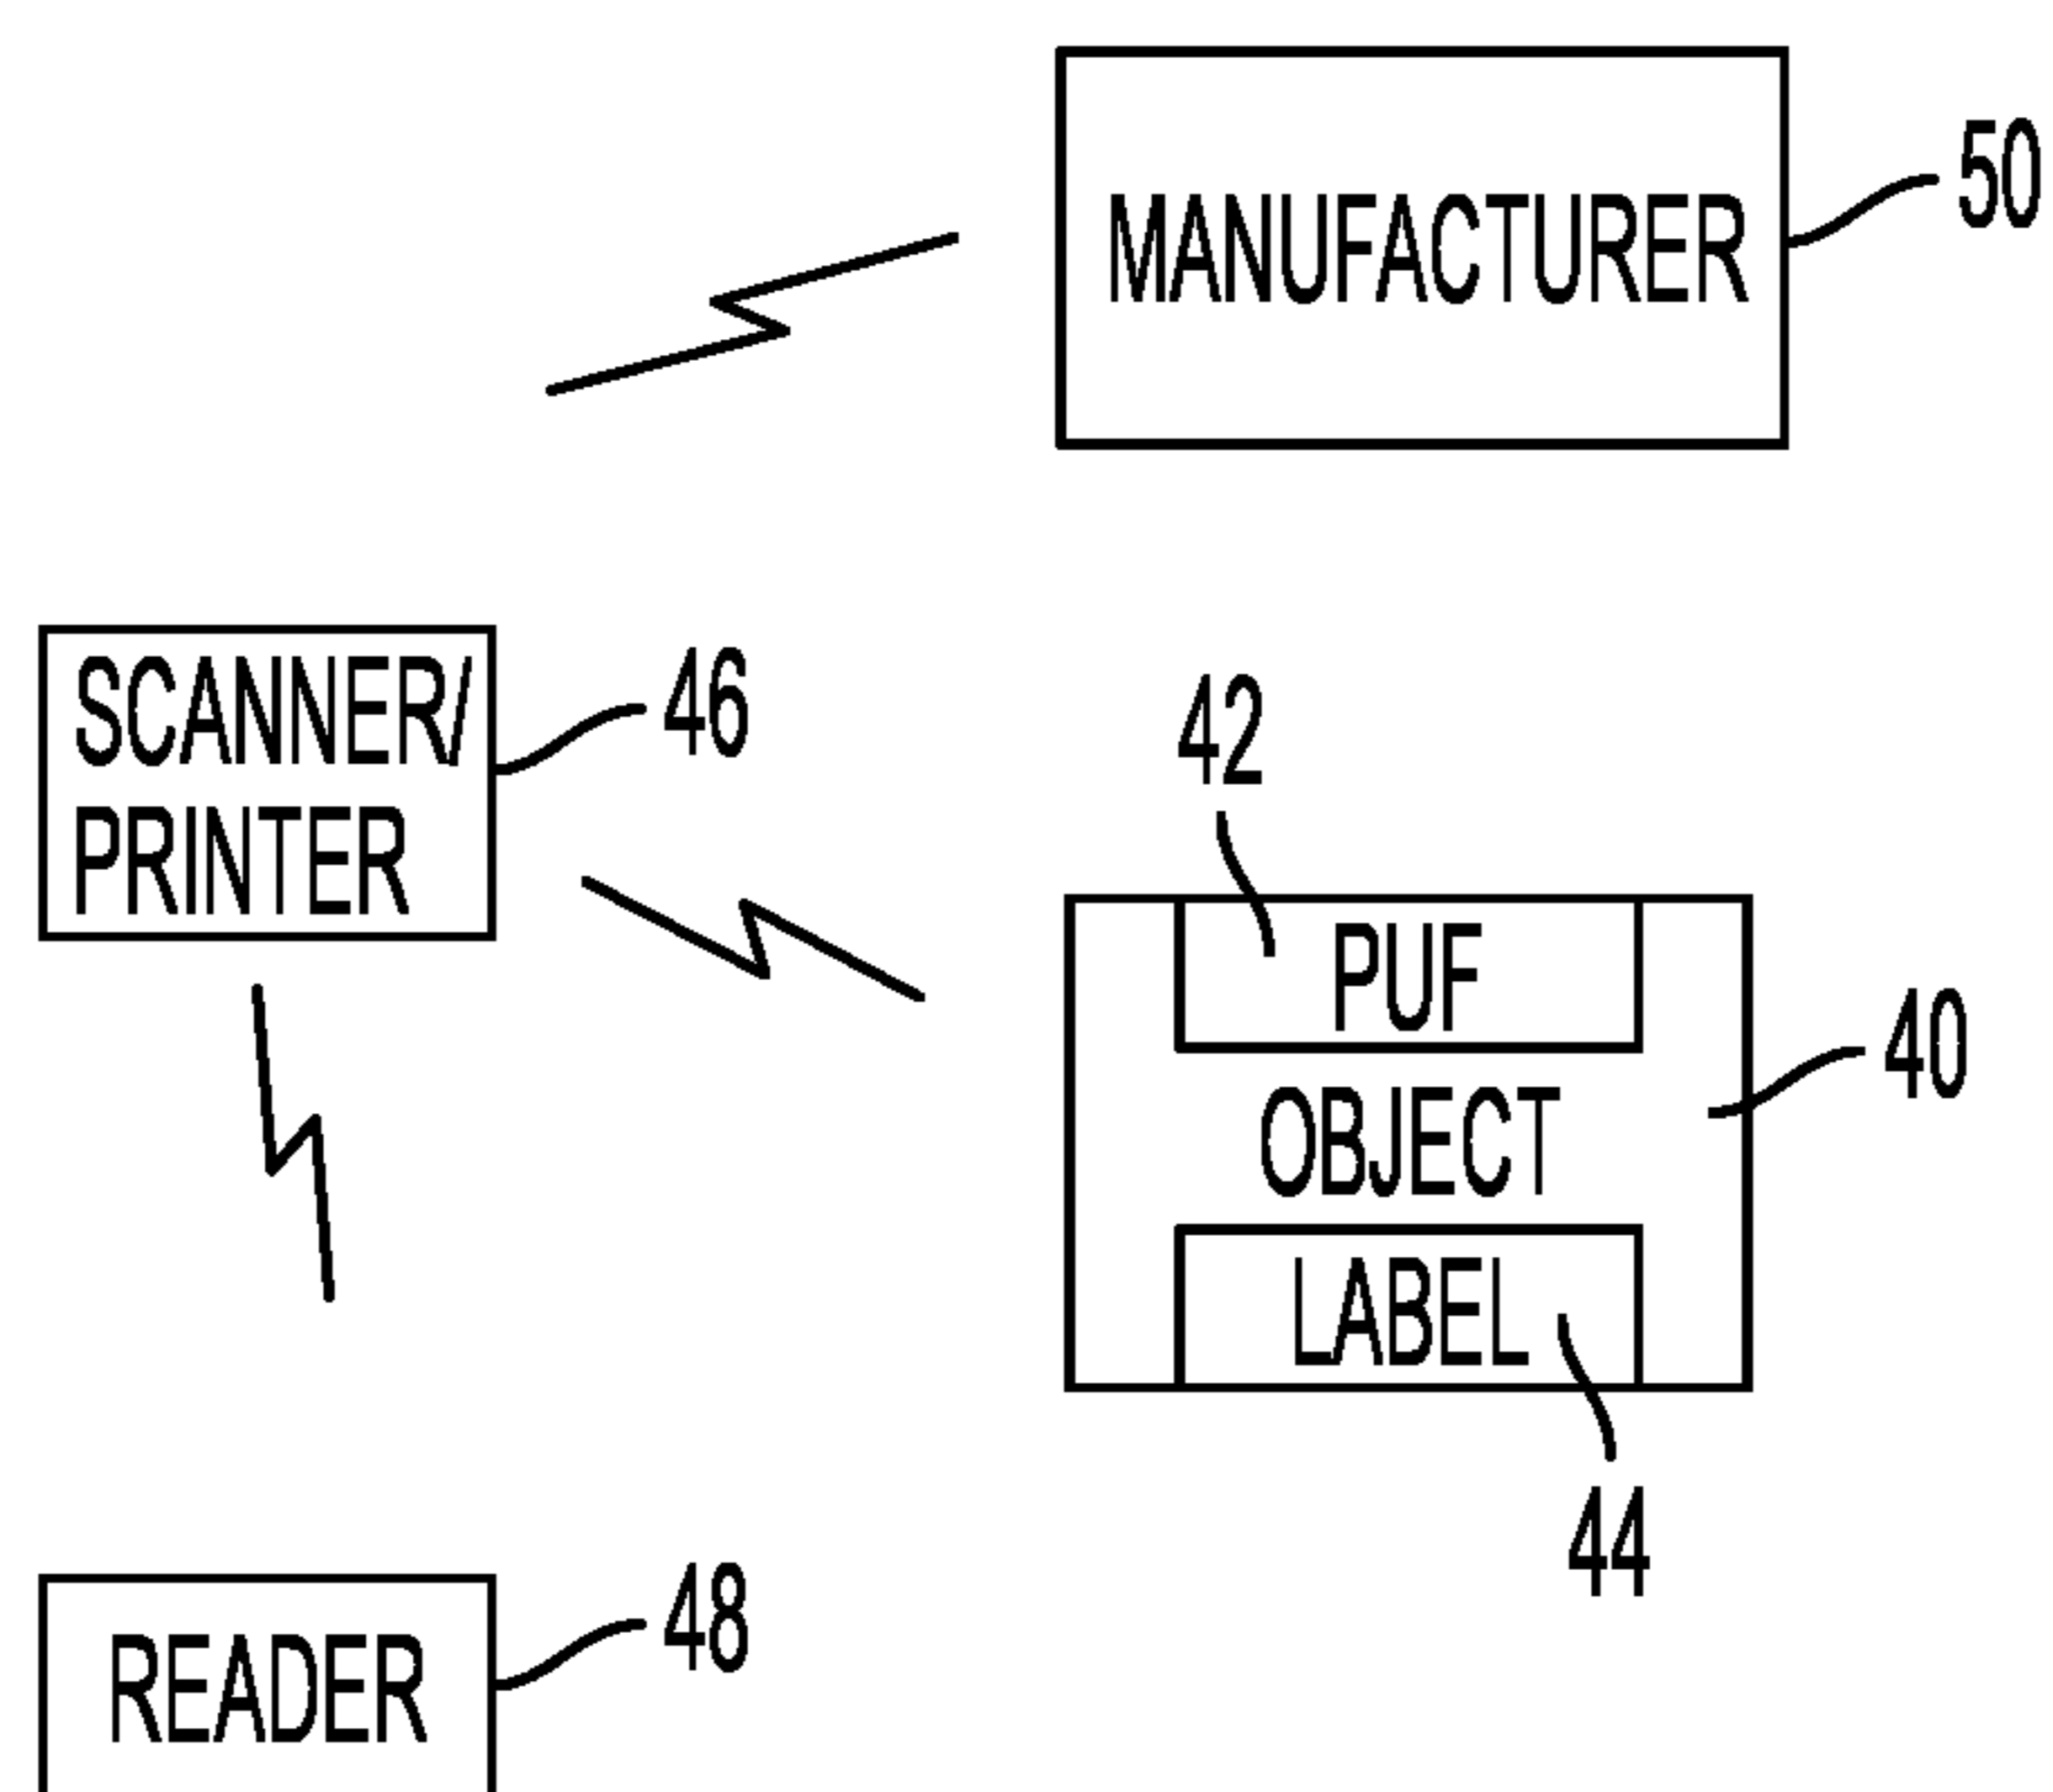 MANUFACTURER
50
SCANNER/
PRINTER
46
42
PUF
OBJECT
40
LABEL
44
READER
48